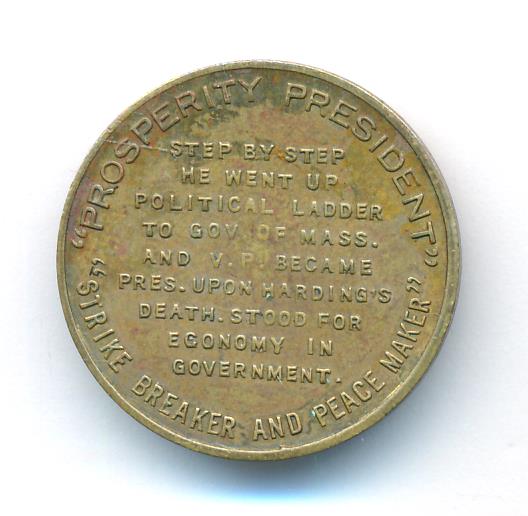 "PROSPERITY PRESIDENT"
STEP BY STEP
HE WENT UP
POLITICAL LADDER
TO GOV. OF MASS.
AND V.P. BECAME
PRES. UPON HARDING'S
DEATH. STOOD FOR
ECONOMY IN
GOVERNMENT.
"STRIKE BREAKER AND PEACE MAKER"